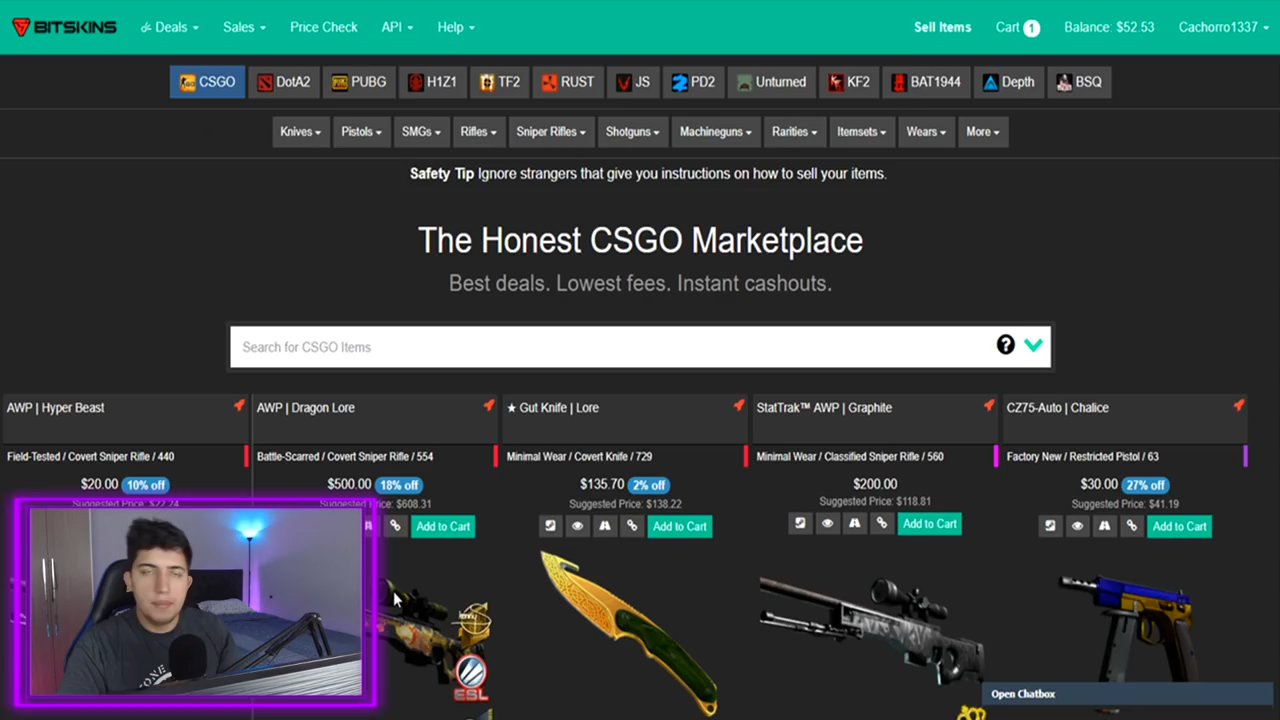 BITSKINS Deals Sales Price Check API Help Sell Items Cart 1 Balance: $52.53 Cachorro1337
CSGO DotA2 PUBG H1Z1 TF2 RUST JS PD2 Unturned KF2 BAT1944 Depth BSQ
Knives Pistols SMGs Rifles Sniper Rifles Shotguns Machineguns Rarities Itemsets Wears More
Safety Tip Ignore strangers that give you instructions on how to sell your items.
The Honest CSGO Marketplace
Best deals. Lowest fees. Instant cashouts.
Search for CSGO Items ?
AWP | Hyper Beast
Field-Tested / Covert Sniper Rifle / 440
$20.00 10% off
Suggested Price: $22.24
AWP | Dragon Lore
Battle-Scarred / Covert Sniper Rifle / 554
$500.00 18% off
Price: $608.31
Add to Cart
ESL
★ Gut Knife | Lore
Minimal Wear / Covert Knife / 729
$135.70 2% off
Suggested Price: $138.22
Add to Cart
StatTrak™ AWP | Graphite
Minimal Wear / Classified Sniper Rifle / 560
$200.00
Suggested Price: $118.81
Add to Cart
CZ75-Auto | Chalice
Factory New / Restricted Pistol / 63
$30.00 27% off
Suggested Price: $41.19
Add to Cart
Open Chatbox